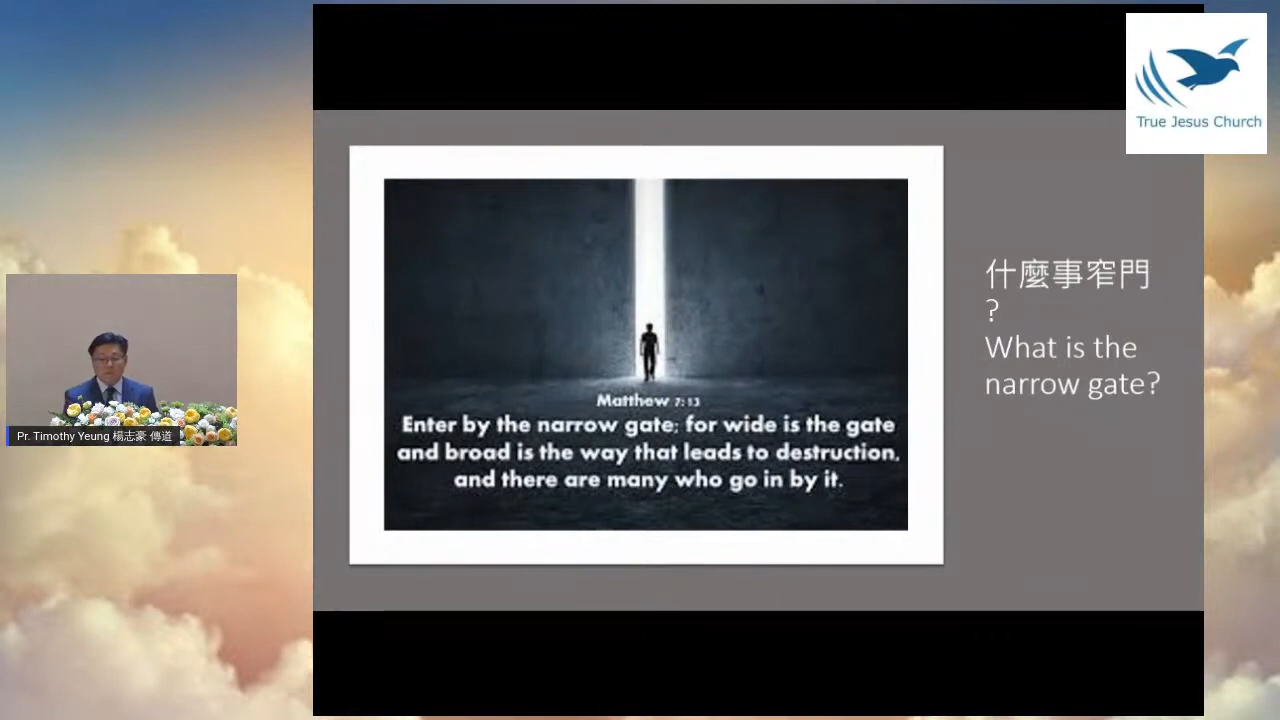 True Jesus Church
什麼事窄門
?
What is the
narrow gate?
Matthew 7:13
Enter by the narrow gate; for wide is the gate
and broad is the way that leads to destruction,
and there are many who go in by it.
Pr. Timothy Yeung 楊志豪 傳道